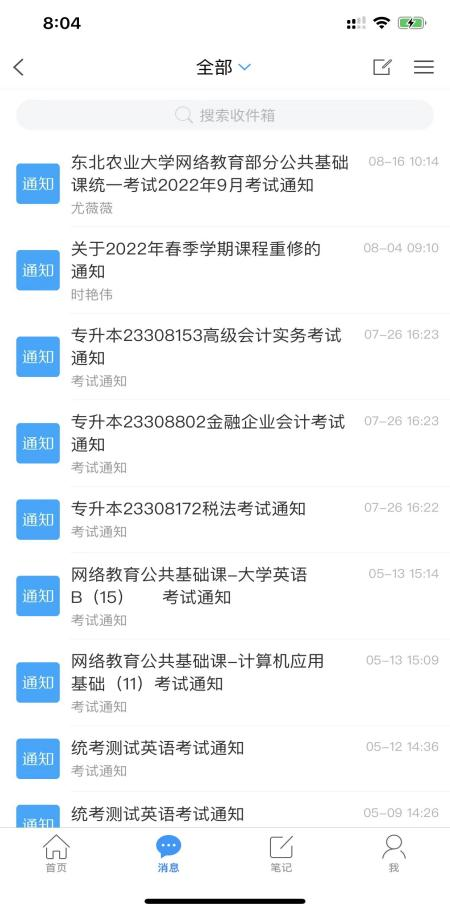 8:04
全部
搜索收件箱
通知
东北农业大学网络教育部分公共基础
08-16 10:14
课统一考试2022年9月考试通知
尤薇薇
通知
关于2022年春季学期课程重修的
08-04 09:10
通知
时艳伟
通知
专升本23308153高级会计实务考试
07-26 16:23
通知
考试通知
通知
专升本23308802金融企业会计考试
07-26 16:23
通知
考试通知
通知
专升本23308172税法考试通知
07-26 16:22
考试通知
通知
网络教育公共基础课-大学英语
05-13 15:14
B（15） 考试通知
考试通知
通知
网络教育公共基础课-计算机应用
05-13 15:09
基础（11）考试通知
考试通知
通知
统考测试英语考试通知
05-12 14:36
考试通知
通知
统考测试英语考试通知
05-09 14:26
首页
消息
笔记
我